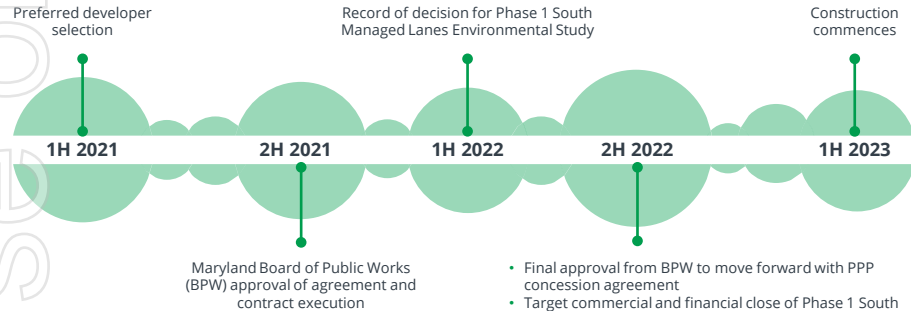 Preferred developer
selection
Record of decision for Phase 1 South
Managed Lanes Environmental Study
Construction
commences
1H 2021
2H 2021
1H 2022
2H 2022
1H 2023
Maryland Board of Public Works
(BPW) approval of agreement and
contract execution
• Final approval from BPW to move forward with PPP
concession agreement
• Target commercial and financial close of Phase 1 South